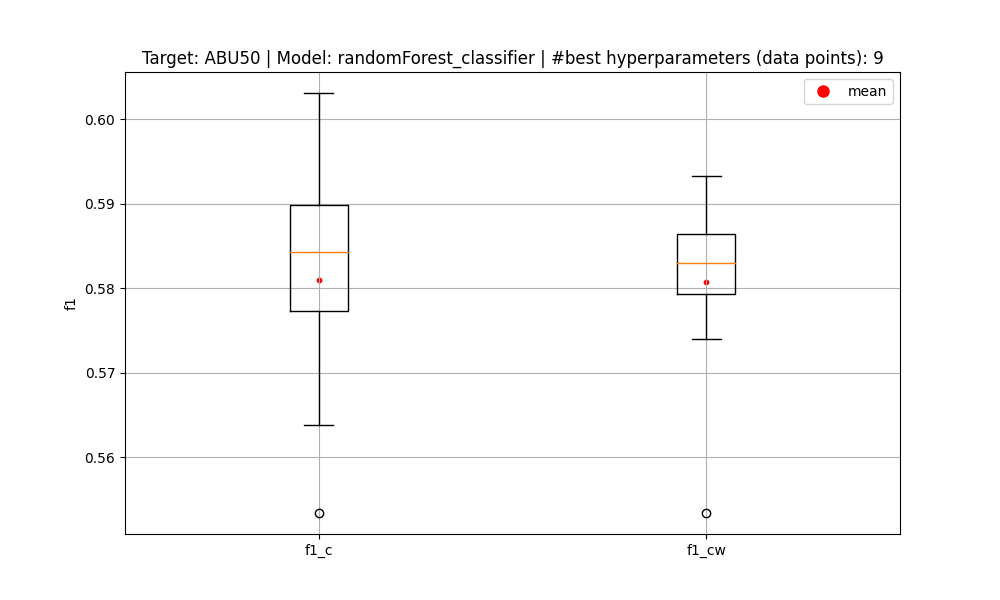 Target: ABU50 | Model: randomForest_classifier | #best hyperparameters (data points): 9
mean
0.60
0.59
0.58
0.57
0.56
f1
f1_c
f1_cw